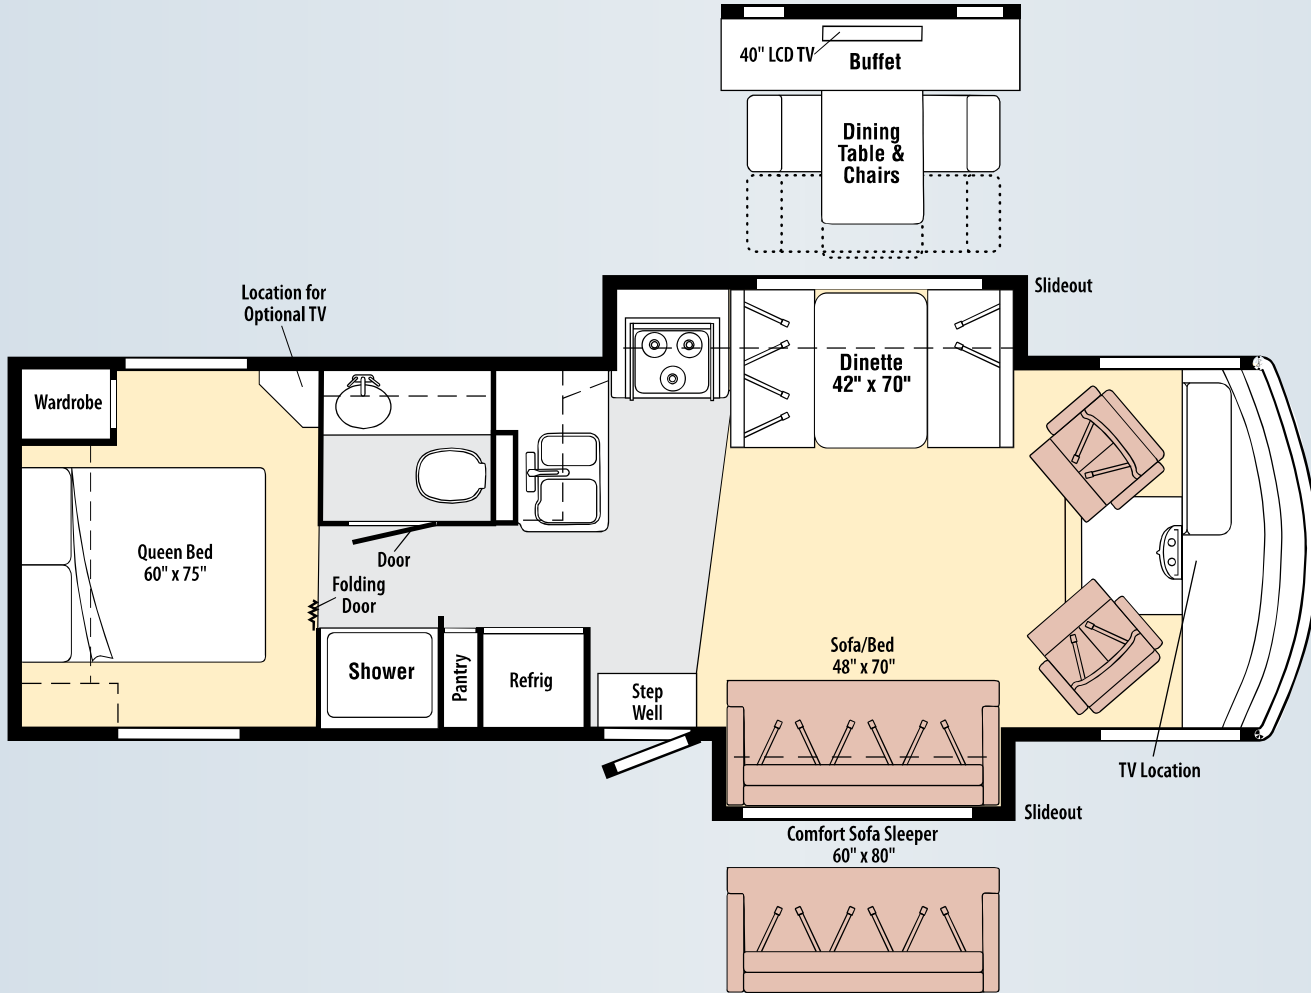 40" LCD TV
Buffet
Dining
Table &
Chairs
Slideout
Location for
Optional TV
Wardrobe
Dinette
42" x 70"
Queen Bed
60" x 75"
Door
Folding
Door
Shower
Pantry
Refrig
Step
Well
Sofa/Bed
48" x 70"
TV Location
Slideout
Comfort Sofa Sleeper
60" x 80"